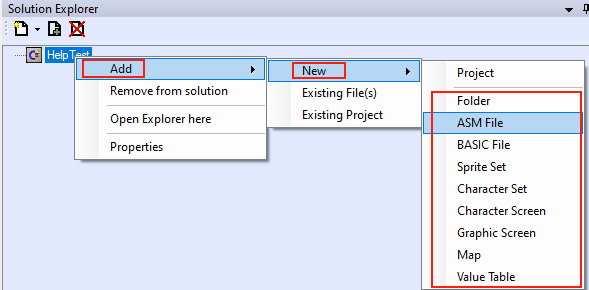 Solution Explorer
HelpTest
Add
Remove from solution
Open Explorer here
Properties
New
Existing File(s)
Existing Project
Project
Folder
ASM File
BASIC File
Sprite Set
Character Set
Character Screen
Graphic Screen
Map
Value Table